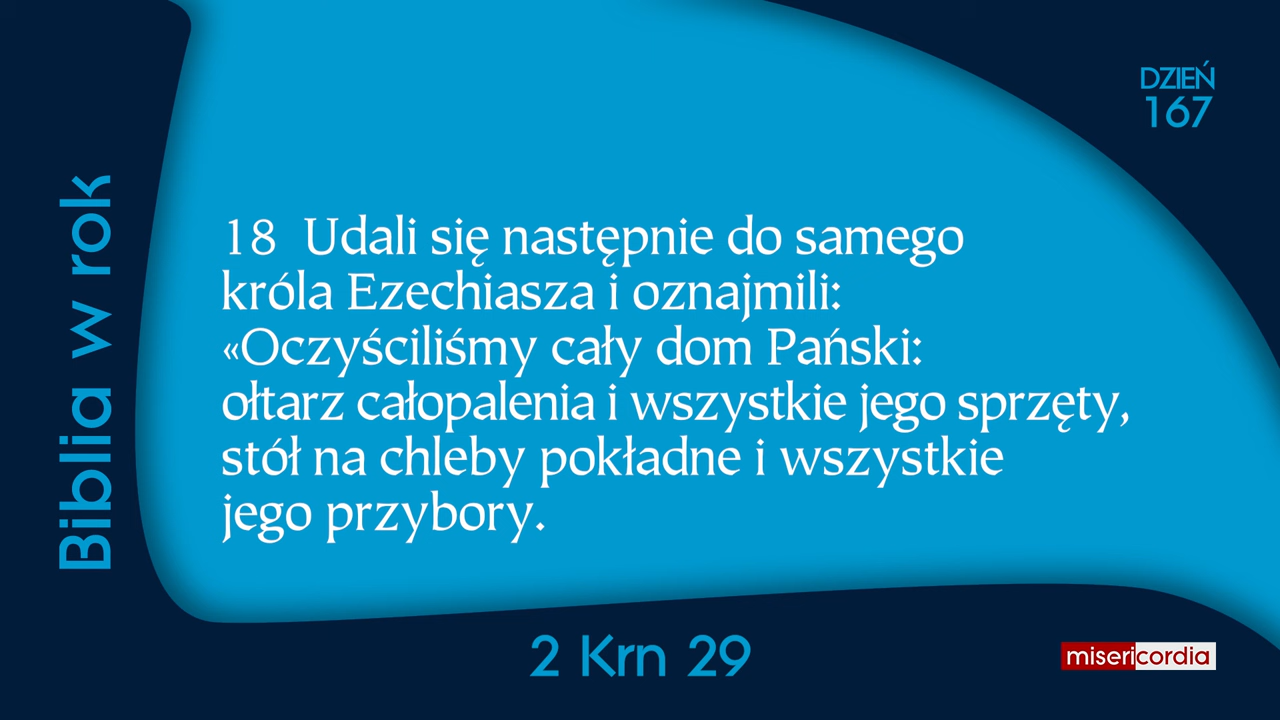 DZIEŃ
167
Biblia w rok
18 Udali się następnie do samego
króla Ezechiasza i oznajmili:
«Oczyściliśmy cały dom Pański:
ołtarz całopalenia i wszystkie jego sprzęty,
stół na chleby pokładne i wszystkie
jego przybory.
2 Krn 29
misericordia